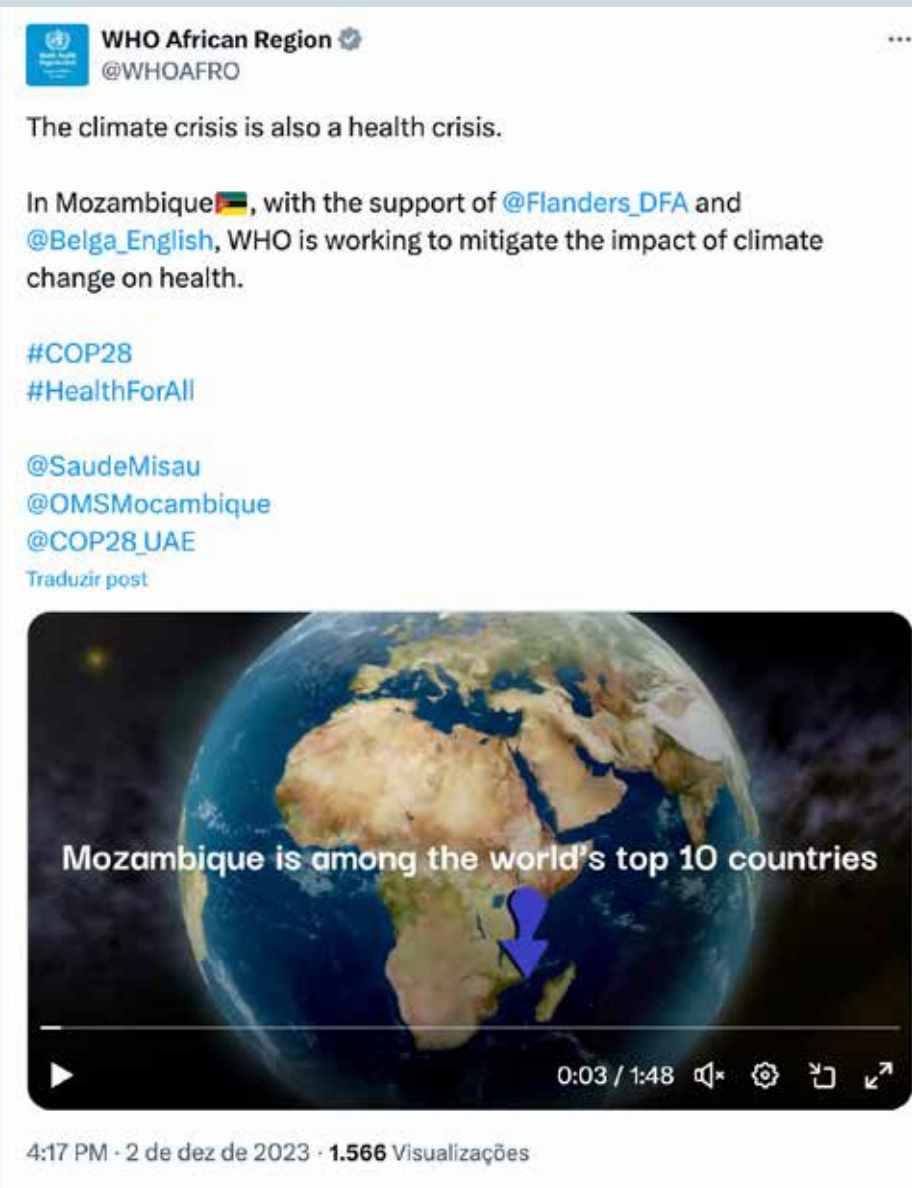 WHO African Region
@WHOAFRO
The climate crisis is also a health crisis.
In Mozambique🇲🇿, with the support of @Flanders_DFA and
@Belga_English, WHO is working to mitigate the impact of climate
change on health.
#COP28
#HealthForAll
@SaudeMisau
@OMSMocambique
@COP28_UAE
Traduzir post
Mozambique is among the world's top 10 countries
0:03 / 1:48
4:17 PM · 2 de dez de 2023 · 1.566 Visualizações